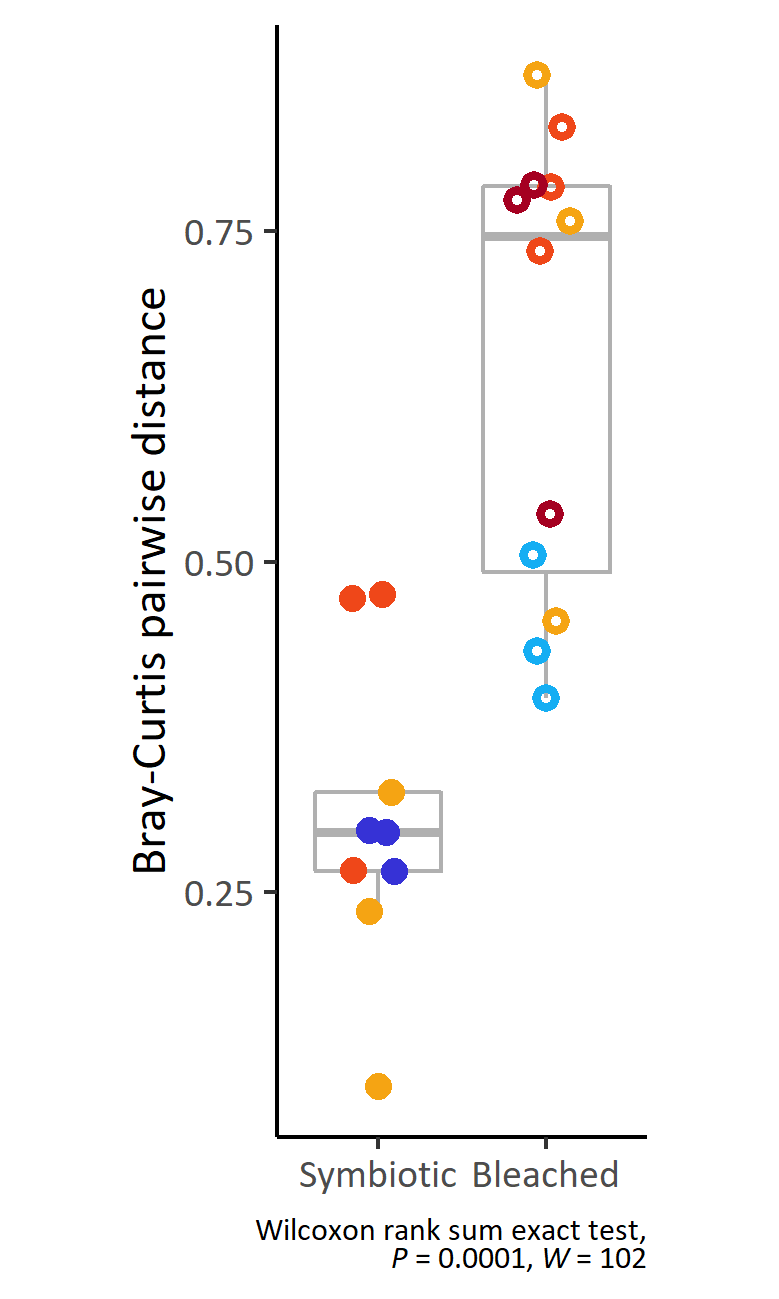 Bray-Curtis pairwise distance
0.75
0.50
0.25
Symbiotic Bleached
Wilcoxon rank sum exact test,
P = 0.0001, W = 102